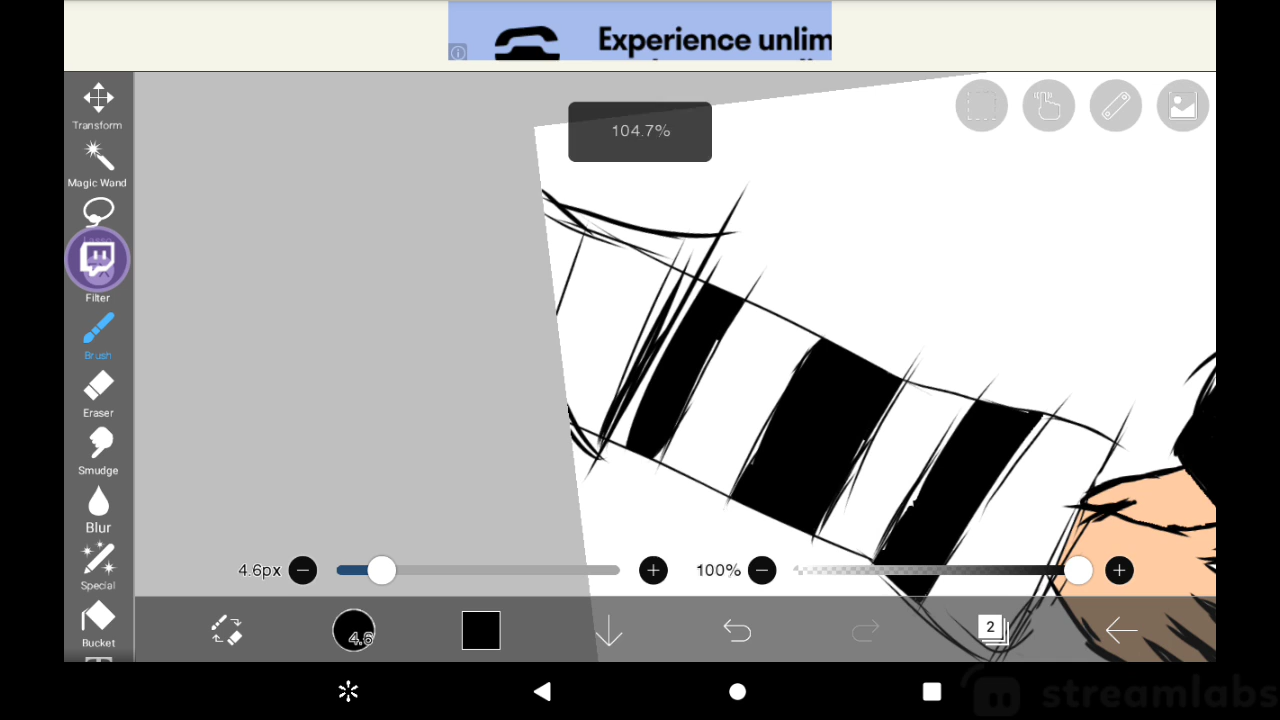 Experience unlim
104.7%
Transform
Magic Wand
Filter
Brush
Eraser
Smudge
Blur
Special
Bucket
4.6px
100%
4.6
2
streamlabs